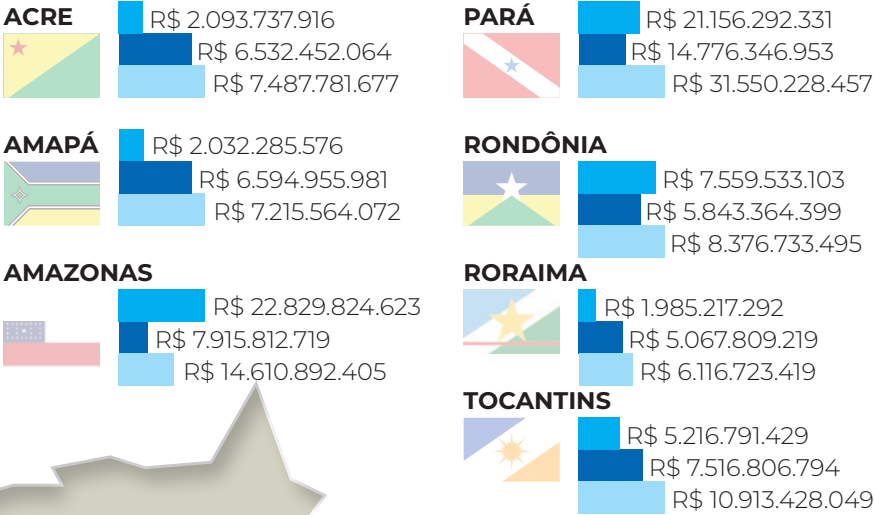 ACRE
R$ 2.093.737.916
R$ 6.532.452.064
R$ 7.487.781.677
AMAPÁ
R$ 2.032.285.576
R$ 6.594.955.981
R$ 7.215.564.072
AMAZONAS
R$ 22.829.824.623
R$ 7.915.812.719
R$ 14.610.892.405
PARÁ
R$ 21.156.292.331
R$ 14.776.346.953
R$ 31.550.228.457
RONDÔNIA
R$ 7.559.533.103
R$ 5.843.364.399
R$ 8.376.733.495
RORAIMA
R$ 1.985.217.292
R$ 5.067.809.219
R$ 6.116.723.419
TOCANTINS
R$ 5.216.791.429
R$ 7.516.806.794
R$ 10.913.428.049